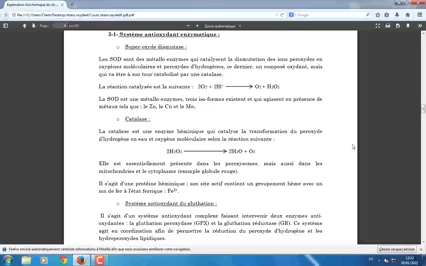 3-1- Système antioxydant enzymatique :
o Super oxyde dismutase :
Les SOD sont des métallo-enzymes qui catalysent la dismutation des ions peroxydes en
oxygènes moléculaires et peroxydes d'hydrogènes, ce dernier, un composé oxydant, mais
qui va être à son tour catabolisé par une catalase.
La réaction catalysée est la suivante : 2O₂⁻ + 2H⁺ O₂+ H₂O₂
La SOD est une métallo-enzymes, trois iso-formes existent et qui agissent en présence de
métaux tels que : le Zn, le Cu et le Mn.
o Catalase :
La catalase est une enzyme héminique qui catalyse la transformation du peroxyde
d'hydrogène en eau et oxygène moléculaire selon la réaction suivante :
2H₂O₂ 2H₂O + O₂
Elle est essentiellement présente dans les peroxysomes, mais aussi dans les
mitochondries et le cytoplasme (exemple globule rouge).
Il s'agit d'une protéine héminique : son site actif contient un groupement hème avec un
ion de fer à l'état ferrique : Fe³⁺.
o Système antioxydant du gluthation :
Il s'agit d'un système antioxydant complexe faisant intervenir deux enzymes anti-
oxydantes : la gluthation peroxydase (GPX) et la gluthation réductase (GR). Ce système
agit en coordination afin de permettre la réduction du peroxyde d'hydrogène et les
hydroperoxydes lipidiques.